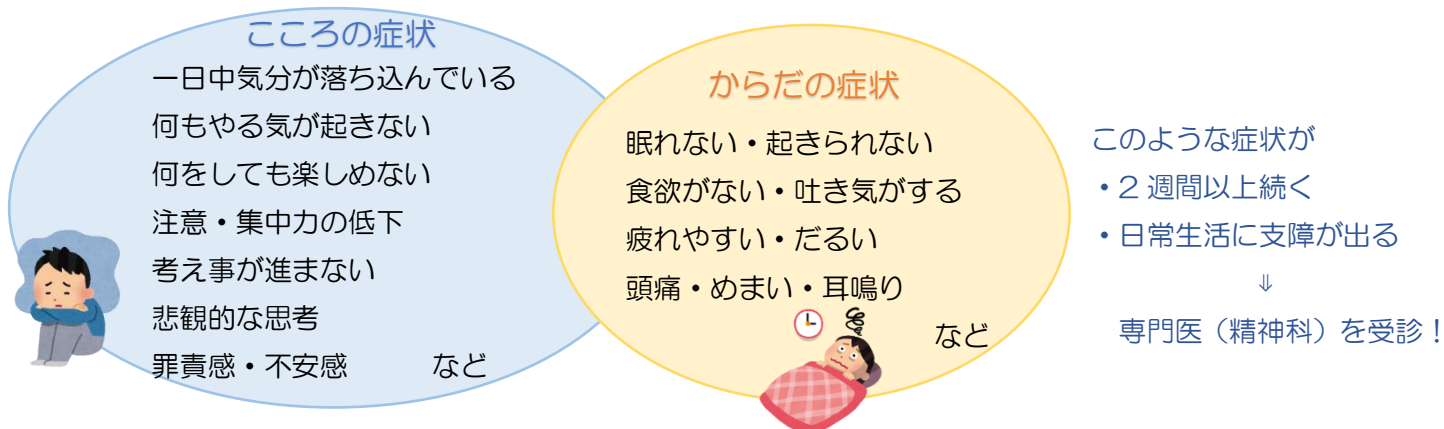 こころの症状
一日中気分が落ち込んでいる
何もやる気が起きない
何をしても楽しめない
注意・集中力の低下
考え事が進まない
悲観的な思考
罪責感・不安感 など
からだの症状
眠れない・起きられない
食欲がない・吐き気がする
疲れやすい・だるい
頭痛・めまい・耳鳴り
など
このような症状が
・2 週間以上続く
・日常生活に支障が出る
⇓
専門医（精神科）を受診！